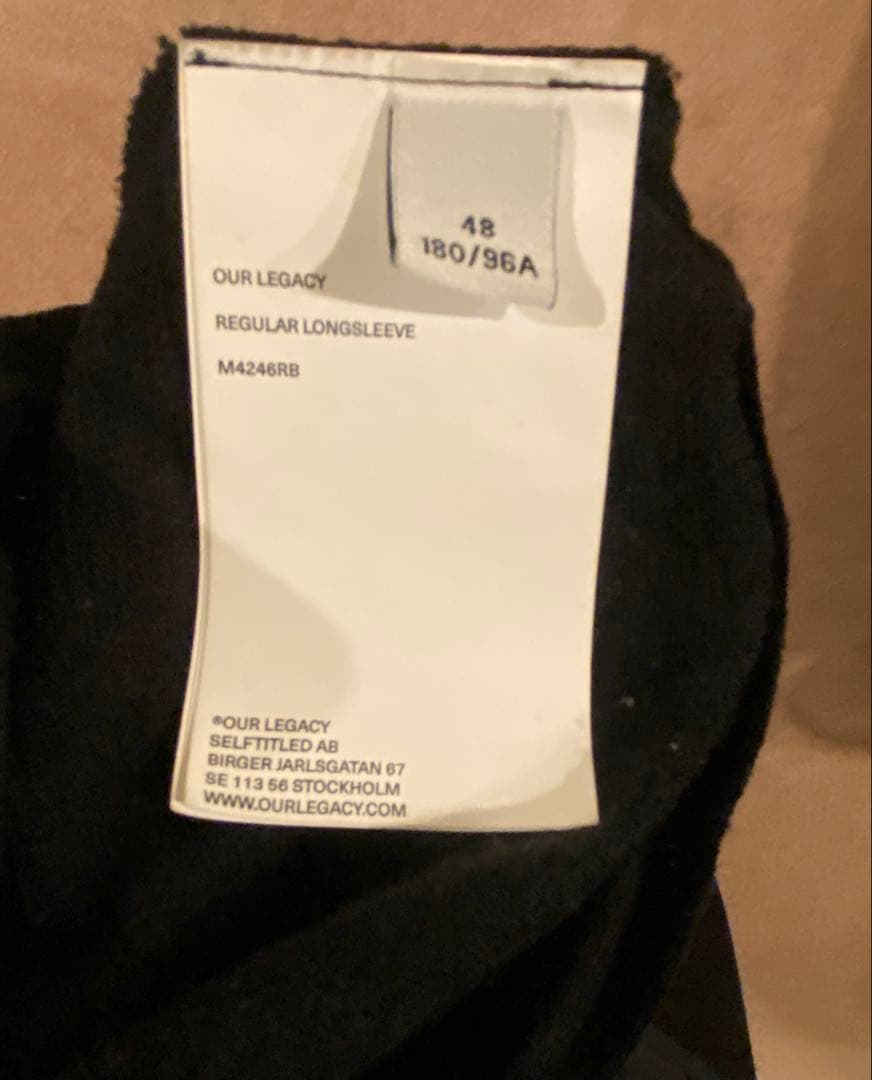 48
180/96A
OUR LEGACY
REGULAR LONGSLEEVE
M4246RB
®OUR LEGACY
SELFTITLED AB
BIRGER JARLSGATAN 67
SE 113 56 STOCKHOLM
WWW.OURLEGACY.COM